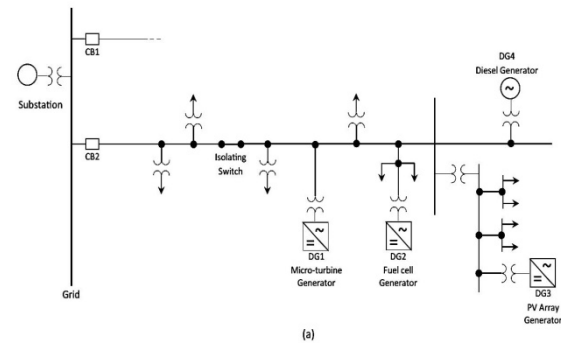 DG4
Diesel Generator
CB1
Substation
CB2
Isolating
Switch
DG1
Micro-turbine
Generator
DG2
Fuel cell
Generator
DG3
PV Array
Generator
Grid
(a)